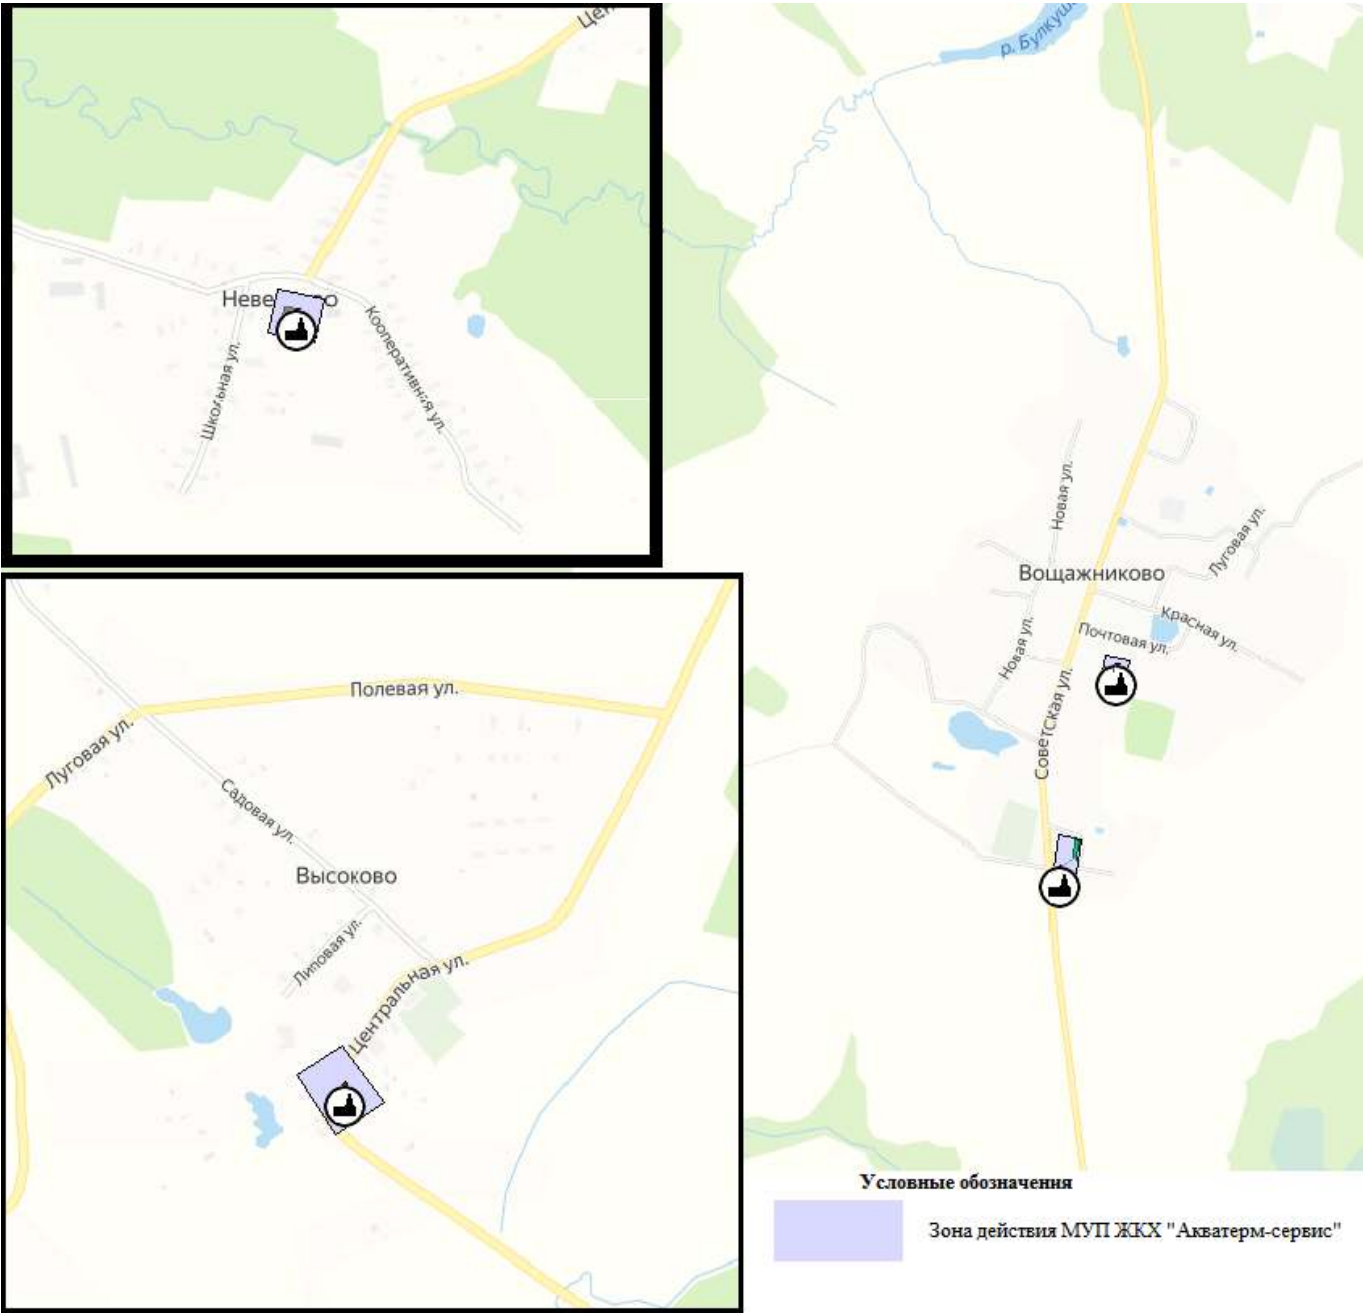 Цен
Неве
о
Школьная ул.
Кооперативная ул.
р. Булкуш
Новая ул.
Луговая ул.
Вощажниково
Красная ул.
Почтовая ул.
Новая ул.
Советская ул.
Полевая ул.
Луговая ул.
Садовая ул.
Высоково
Липовая ул.
Центральная ул.
Условные обозначения
Зона действия МУП ЖКХ "Акватерм-сервис"